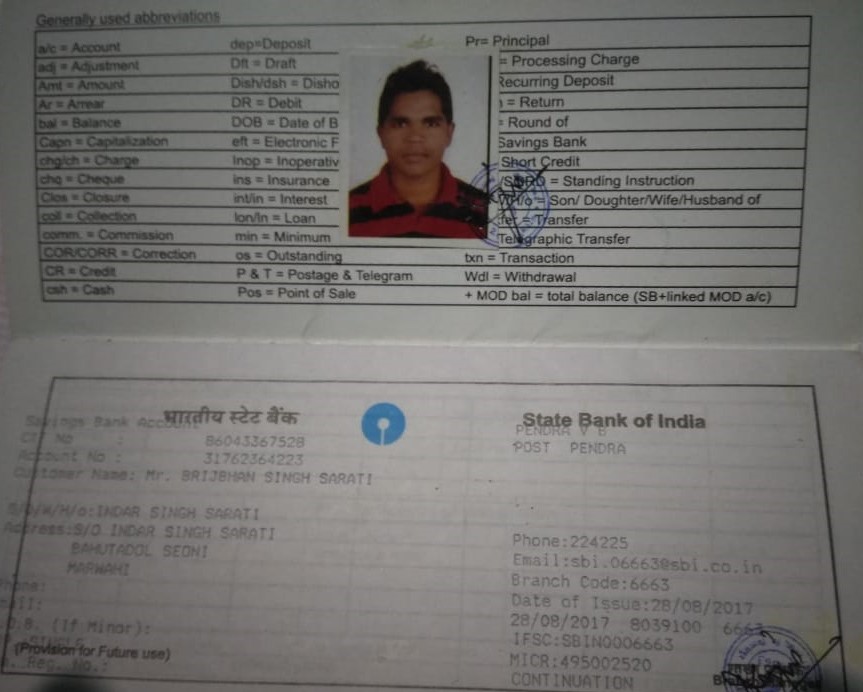 Generally used abbreviations
a/c = Account dep=Deposit Pr= Principal
adj = Adjustment Dft = Draft = Processing Charge
Amt = Amount Dish/dsh = Disho Recurring Deposit
Ar = Arrear DR = Debit = Return
bal = Balance DOB = Date of B = Round of
Capn = Capitalization eft = Electronic F Savings Bank
chg/ch = Charge Inop = Inoperativ Short Credit
chq = Cheque ins = Insurance = Standing Instruction
Clos = Closure int/in = Interest = Son/ Doughter/Wife/Husband of
coll = Collection lon/ln = Loan = Transfer
comm. = Commission min = Minimum Telegraphic Transfer
COR/CORR = Correction os = Outstanding txn = Transaction
CR = Credit P & T = Postage & Telegram Wdl = Withdrawal
csh = Cash Pos = Point of Sale + MOD bal = total balance (SB+linked MOD a/c)
भारतीय स्टेट बैंक State Bank of India
Savings Bank Account PENDRA V B
No : 86043367528 POST PENDRA
Account No : 31762364223
Customer Name: Mr. BRIJBHAN SINGH SARATI
S/D/W/H/o:INDAR SINGH SARATI
Address:S/O INDAR SINGH SARATI Phone:224225
BAHUTADOL SEONI Email:sbi.06663@sbi.co.in
MARWAHI Branch Code:6663
Date of Issue:28/08/2017
(If Minor): 28/08/2017 8039100 6663
IFSC:SBIN0006663
(Provision for Future use) MICR:495002520
Reg. No.: CONTINUATION